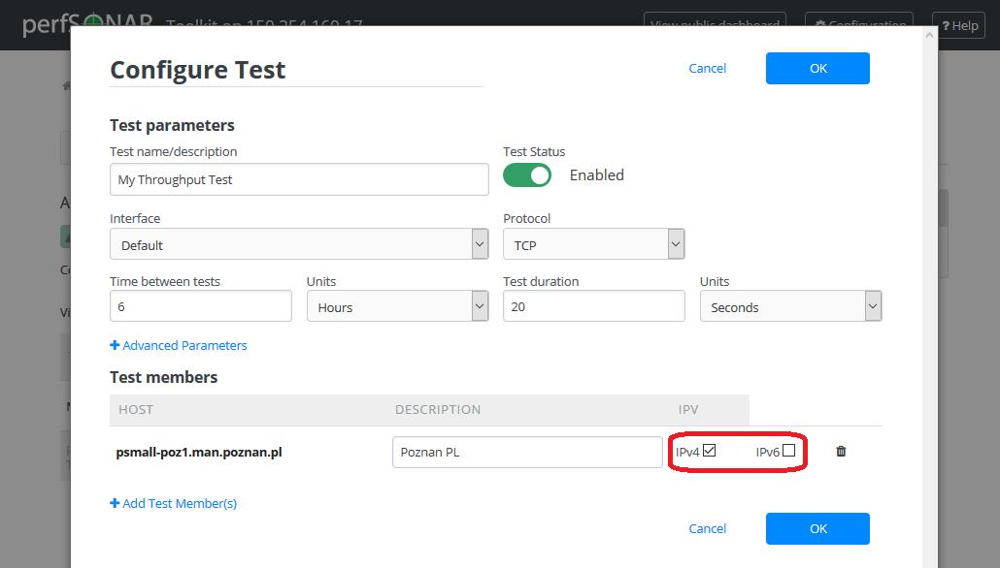 perfSONAR Toolkit on 150.254.160.17
View public dashboard
Configuration
? Help
Configure Test
Cancel
OK
Test parameters
Test name/description
Test Status
My Throughput Test
Enabled
Interface
Protocol
Default
TCP
Time between tests
Units
Test duration
Units
6
Hours
20
Seconds
+ Advanced Parameters
Test members
HOST
DESCRIPTION
IPV
psmall-poz1.man.poznan.pl
Poznan PL
IPv4
IPv6
+ Add Test Member(s)
Cancel
OK